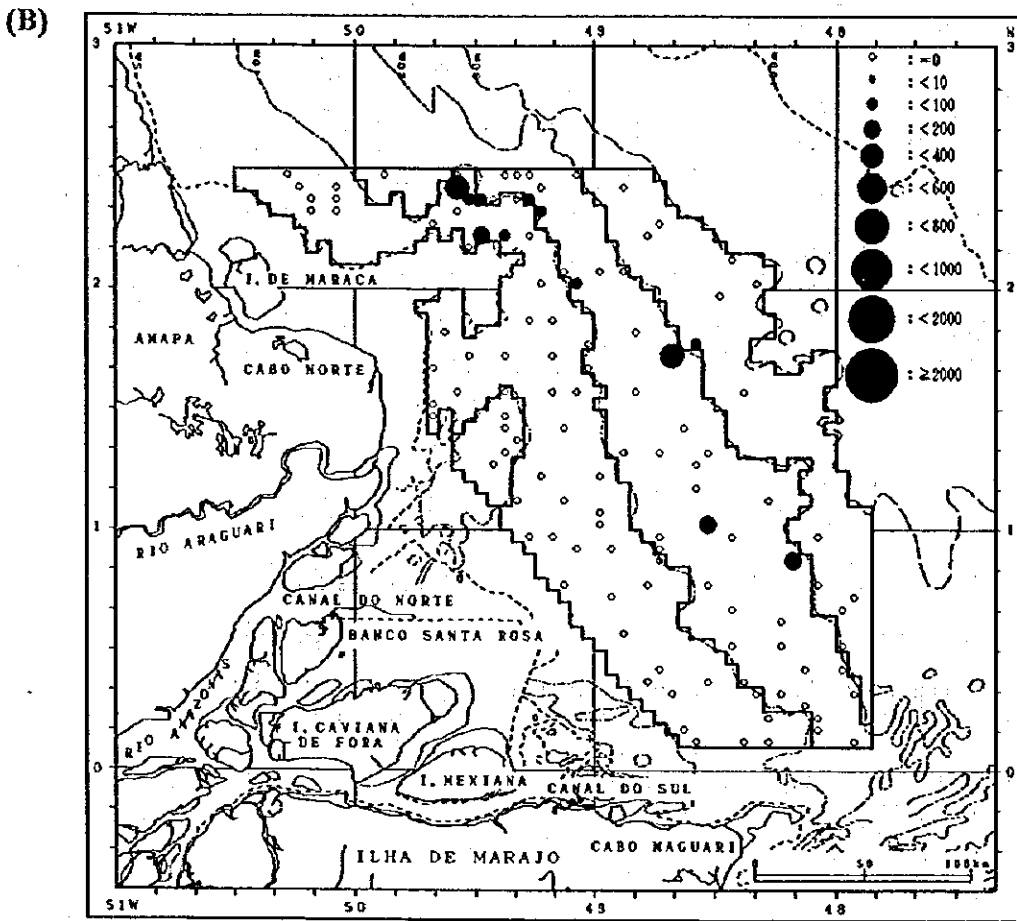 (B)
51W 50 49 48 N
3 3
: =0
: <10
: <100
: <200
: <400
: <600
: <800
: <1000
: <2000
: ≥2000
2 2
I. DE MARACA
AMAPA
CABO NORTE
RIO ARAGUARI
1 1
CANAL DO NORTE
BANCO SANTA ROSA
RIO AMAZONAS
I. CAVIANA
DE FORA
0 0
I. MEXIANA
CANAL DO SUL
ILHA DE MARAJO
CABO MAGUARI
0 50 100km
51W 50 49 48